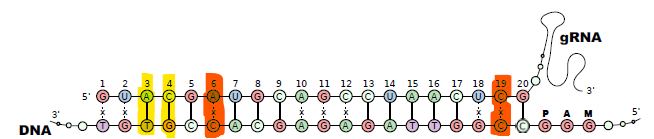 gRNA
1 2 3 4 5 6 7 8 9 10 11 12 13 14 15 16 17 18 19 20
3'
5' G U A C G A U G C A G C C U A A C U C G
3' P A M 5'
DNA T G T G C C A C G A G A G A T T G G C C G G